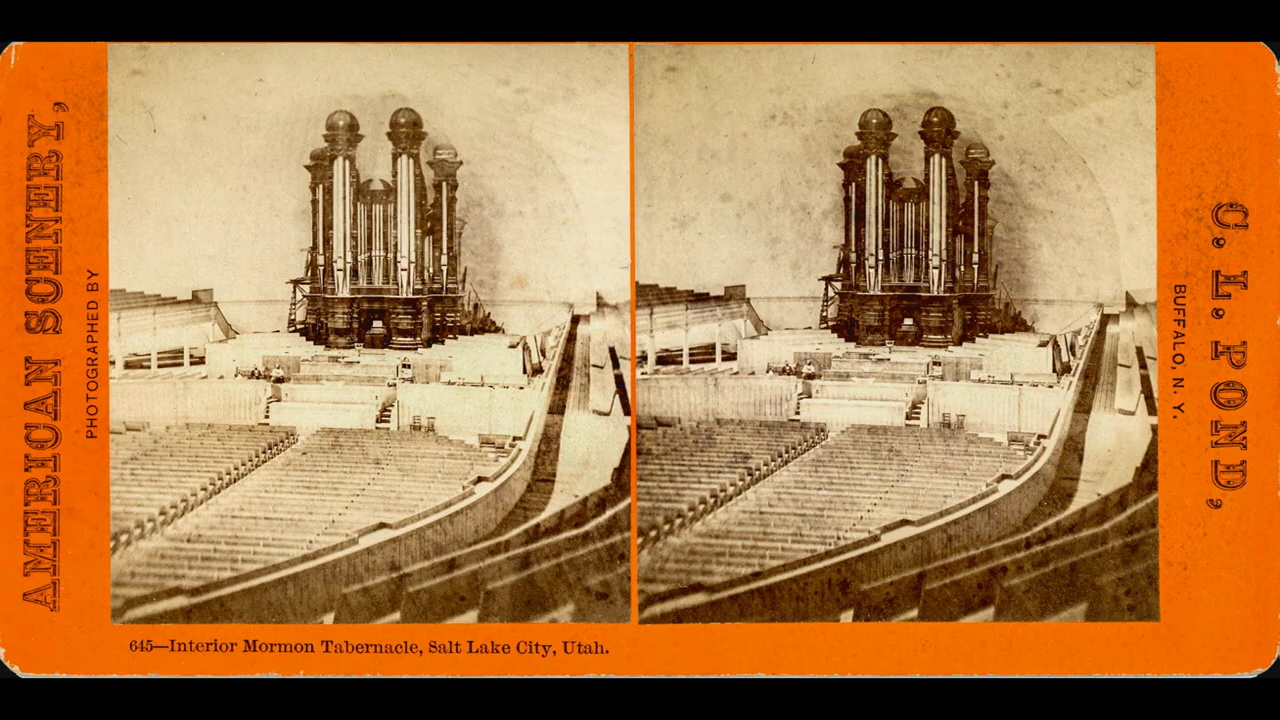 AMERICAN SCENERY,
PHOTOGRAPHED BY
C. L. POND,
BUFFALO, N. Y.
645—Interior Mormon Tabernacle, Salt Lake City, Utah.